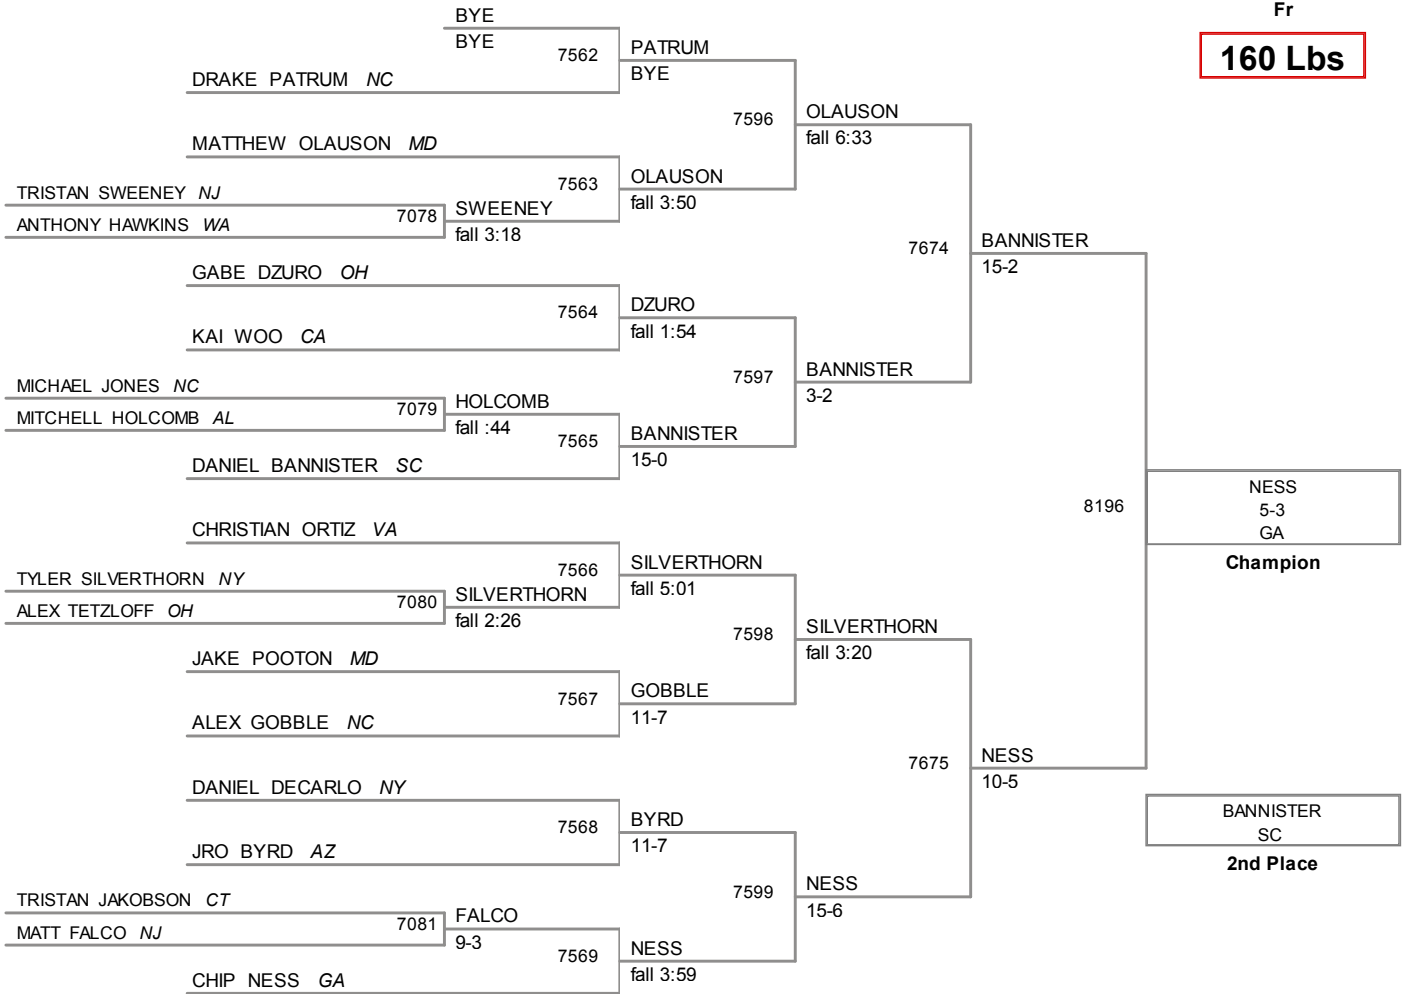 Fr
160 Lbs
BYE
BYE
7562
PATRUM
BYE
DRAKE PATRUM NC
7596
OLAUSON
fall 6:33
MATTHEW OLAUSON MD
7563
OLAUSON
fall 3:50
TRISTAN SWEENEY NJ
7078
SWEENEY
fall 3:18
ANTHONY HAWKINS WA
7674
BANNISTER
15-2
GABE DZURO OH
7564
DZURO
fall 1:54
KAI WOO CA
7597
BANNISTER
3-2
MICHAEL JONES NC
7079
HOLCOMB
fall :44
MITCHELL HOLCOMB AL
7565
BANNISTER
15-0
DANIEL BANNISTER SC
8196
NESS
5-3
GA
Champion
CHRISTIAN ORTIZ VA
7566
SILVERTHORN
fall 5:01
TYLER SILVERTHORN NY
7080
SILVERTHORN
fall 2:26
ALEX TETZLOFF OH
7598
SILVERTHORN
fall 3:20
JAKE POOTON MD
7567
GOBBLE
11-7
ALEX GOBBLE NC
7675
NESS
10-5
DANIEL DECARLO NY
7568
BYRD
11-7
JRO BYRD AZ
BANNISTER
SC
2nd Place
7599
NESS
15-6
TRISTAN JAKOBSON CT
7081
FALCO
9-3
MATT FALCO NJ
7569
NESS
fall 3:59
CHIP NESS GA